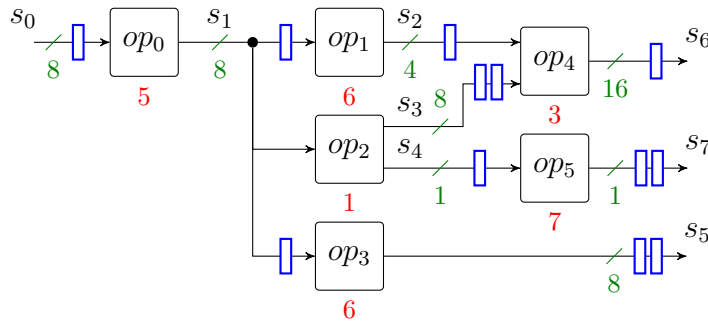 s₀ s₁ s₂ s₆
op₀ op₁ op₄
8 8 4 16
5 6 s₃ 8 3
op₂ s₄ op₅ s₇
1 1 7 1
op₃ s₅
6 8